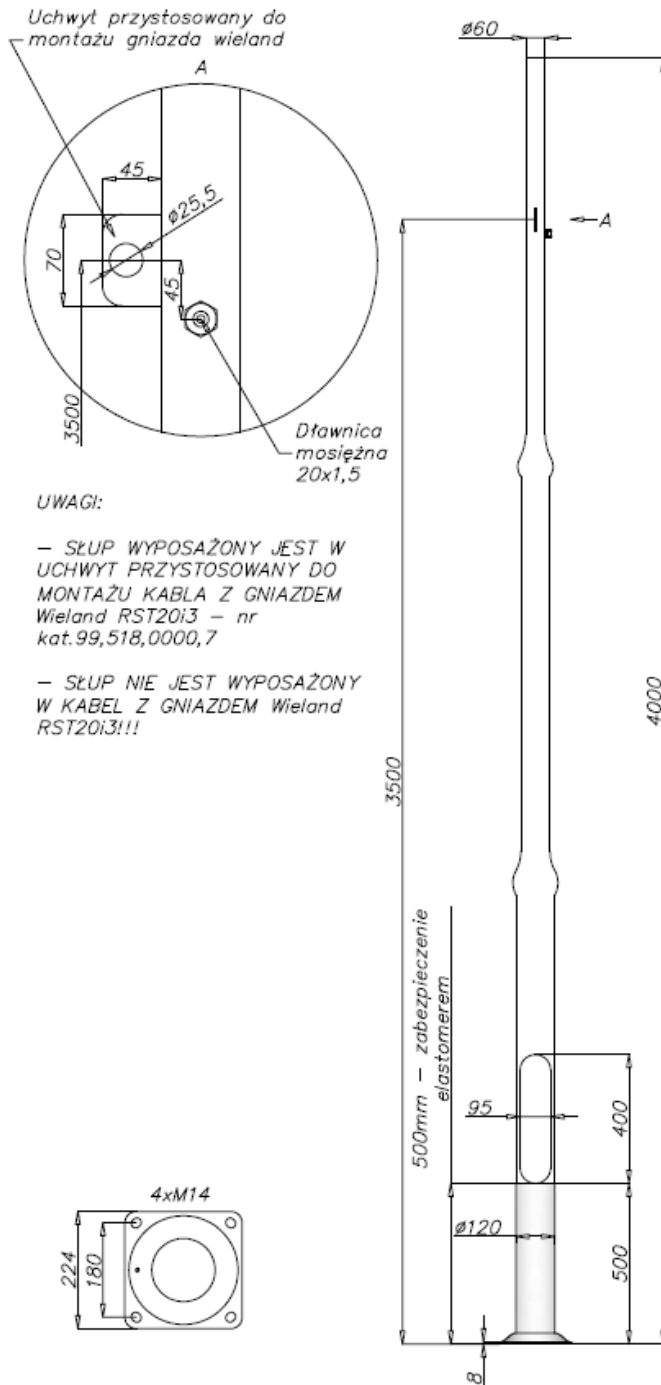 Uchwyt przystosowany do
montażu gniazda wieland
A
45
ø25,5
70
45
3500
Dławnica
mosiężna
20x1,5
UWAGI:
– SŁUP WYPOSAŻONY JEST W
UCHWYT PRZYSTOSOWANY DO
MONTAŻU KABLA Z GNIAZDEM
Wieland RST20i3 – nr
kat.99,518,0000,7
– SŁUP NIE JEST WYPOSAŻONY
W KABEL Z GNIAZDEM Wieland
RST20i3!!!
ø60
A
4000
3500
500mm – zabezpieczenie
elastomerem
95
400
ø120
500
8
4xM14
224
180